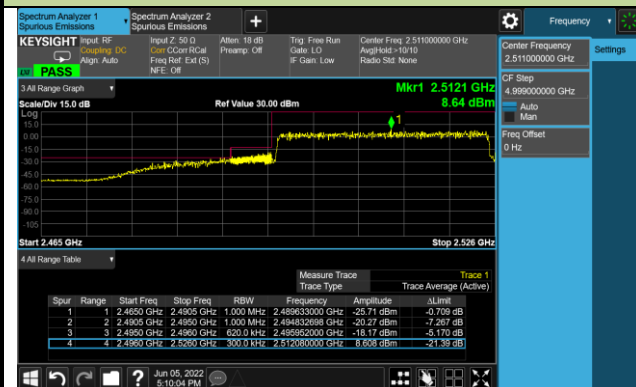 Spectrum Analyzer 1
Spurious Emissions
Spectrum Analyzer 2
Spurious Emissions
Frequency
KEYSIGHT
Input: RF
Coupling: DC
Align: Auto
Input Z: 50 Ω
Corr CCorr RCal
Freq Ref: Ext (S)
NFE: Off
Atten: 18 dB
Preamp: Off
Trig: Free Run
Gate: LO
IF Gain: Low
Center Freq: 2.511000000 GHz
Avg|Hold:>10/10
Radio Std: None
PASS
Center Frequency
2.511000000 GHz
Settings
CF Step
4.999000000 GHz
Auto
Man
Freq Offset
0 Hz
3 All Range Graph
Mkr1 2.5121 GHz
Scale/Div 15.0 dB
Ref Value 30.00 dBm
8.64 dBm
Log
15.0
0.00
-15.0
-30.0
-45.0
-60.0
-75.0
-90.0
-105
1
Start 2.465 GHz
Stop 2.526 GHz
4 All Range Table
Measure Trace Trace 1
Trace Type Trace Average (Active)
Spur Range Start Freq Stop Freq RBW Frequency Amplitude ΔLimit
1 1 2.4650 GHz 2.4905 GHz 1.000 MHz 2.489633000 GHz -25.71 dBm -0.709 dB
2 2 2.4905 GHz 2.4950 GHz 1.000 MHz 2.494832698 GHz -20.27 dBm -7.267 dB
3 3 2.4950 GHz 2.4960 GHz 620.0 kHz 2.495952000 GHz -18.17 dBm -5.170 dB
4 4 2.4960 GHz 2.5260 GHz 300.0 kHz 2.512080000 GHz 8.608 dBm -21.39 dB
Jun 05, 2022
5:10:04 PM